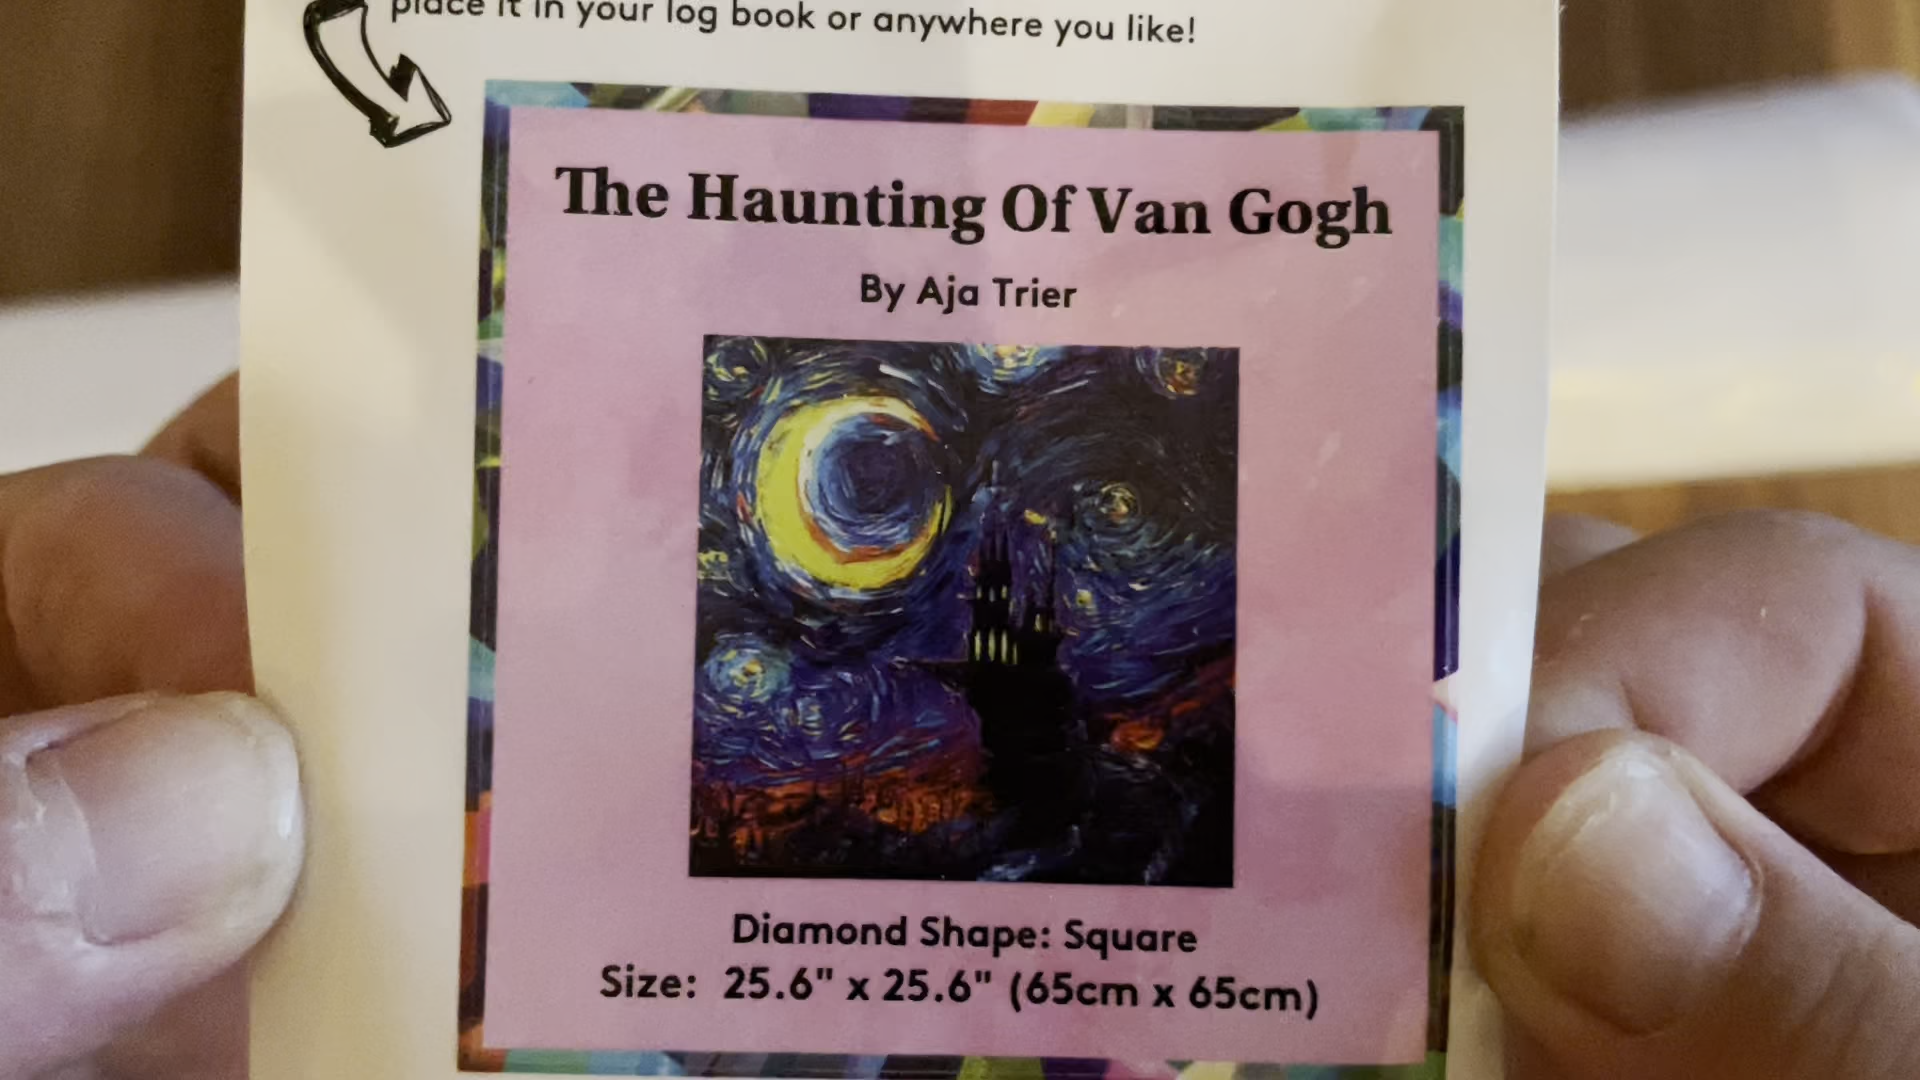 place it in your log book or anywhere you like!
The Haunting Of Van Gogh
By Aja Trier
Diamond Shape: Square
Size: 25.6" x 25.6" (65cm x 65cm)